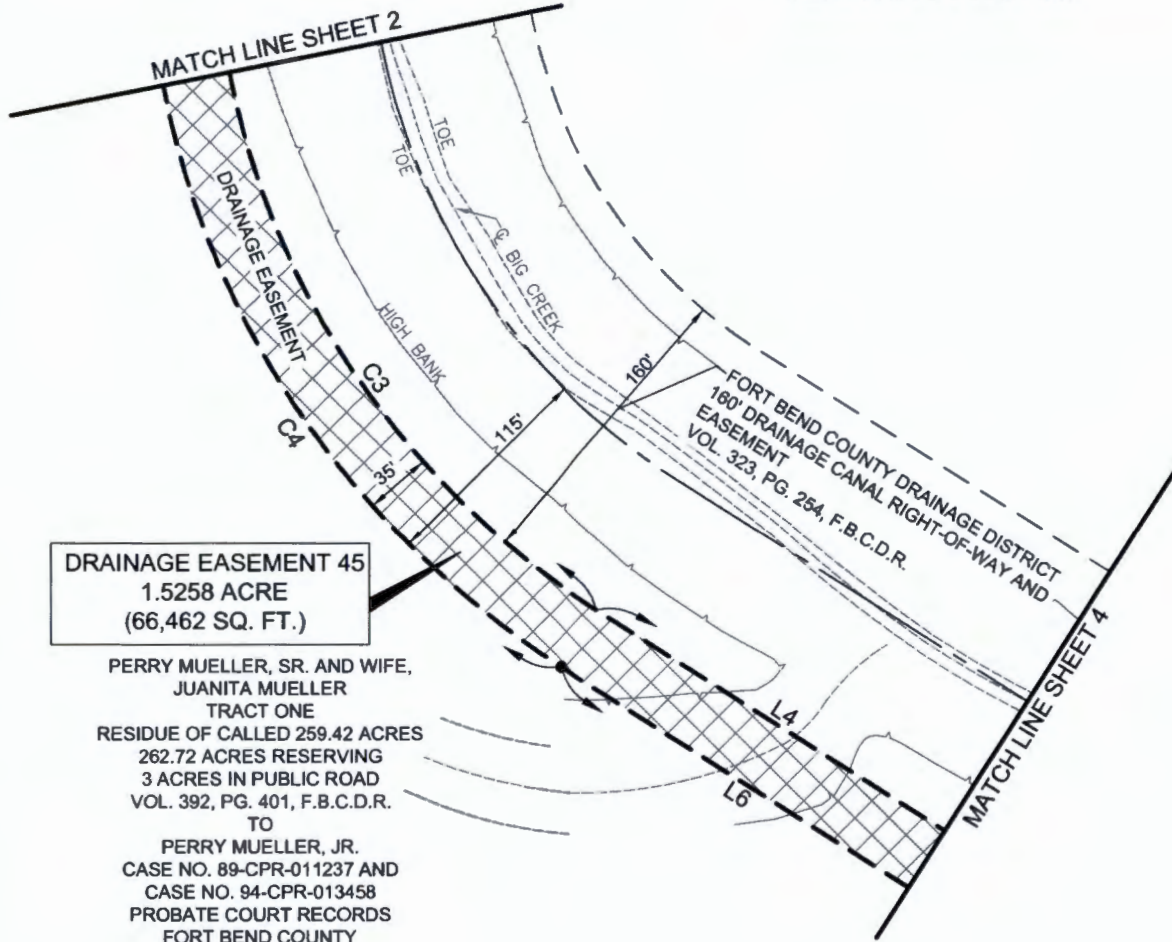 MATCH LINE SHEET 2
TOE
TOE
DRAINAGE EASEMENT
℄ BIG CREEK
HIGH BANK
C3
C4
160'
115'
35'
FORT BEND COUNTY DRAINAGE DISTRICT
160' DRAINAGE CANAL RIGHT-OF-WAY AND
EASEMENT
VOL. 323, PG. 254, F.B.C.D.R.
DRAINAGE EASEMENT 45
1.5258 ACRE
(66,462 SQ. FT.)
PERRY MUELLER, SR. AND WIFE,
JUANITA MUELLER
TRACT ONE
RESIDUE OF CALLED 259.42 ACRES
262.72 ACRES RESERVING
3 ACRES IN PUBLIC ROAD
VOL. 392, PG. 401, F.B.C.D.R.
TO
PERRY MUELLER, JR.
CASE NO. 89-CPR-011237 AND
CASE NO. 94-CPR-013458
PROBATE COURT RECORDS
FORT BEND COUNTY
L4
L6
MATCH LINE SHEET 4